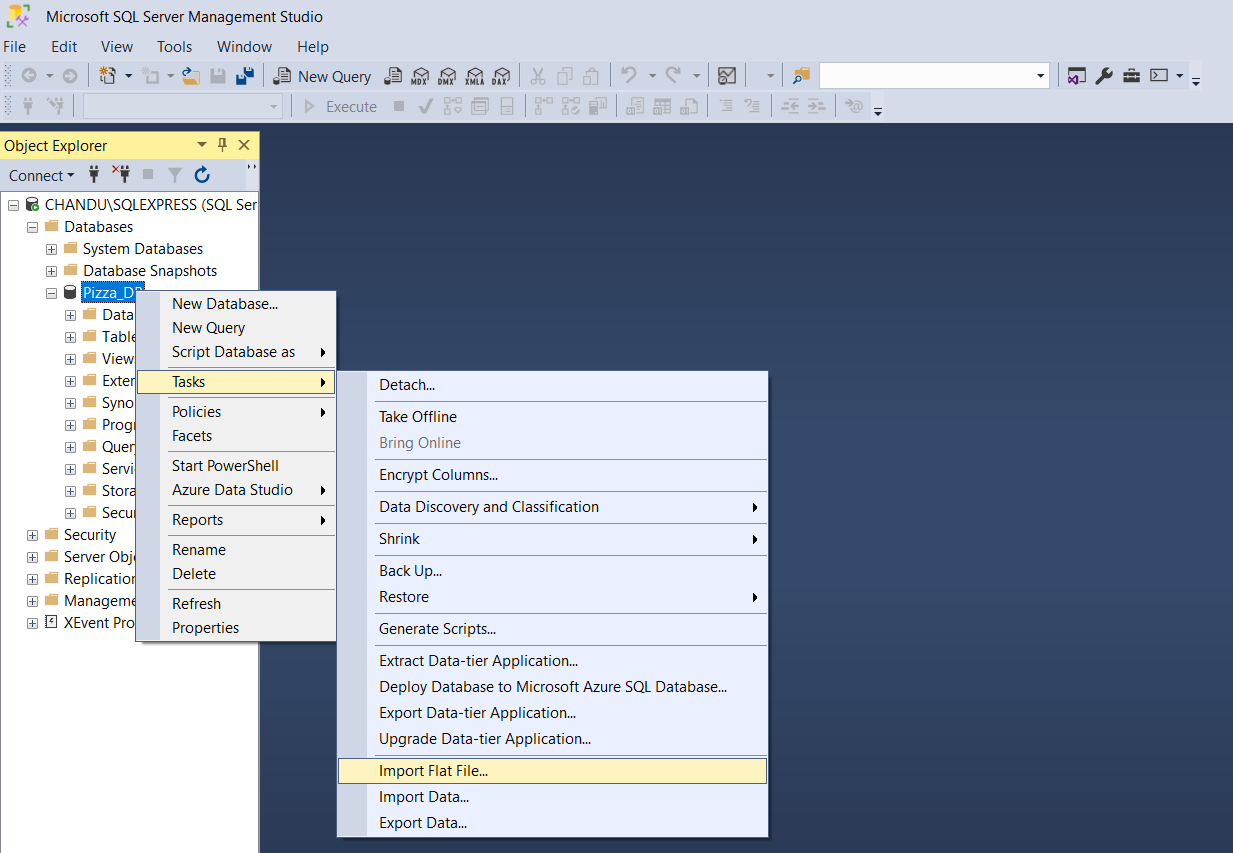 Microsoft SQL Server Management Studio
File Edit View Tools Window Help
New Query MDX DMX XMLA DAX
Execute
Object Explorer
Connect
CHANDU\SQLEXPRESS (SQL Ser
Databases
System Databases
Database Snapshots
Pizza_D
Data
Table
View
Exter
Syno
Prog
Quer
Servi
Stora
Secu
Security
Server Obj
Replication
Manageme
XEvent Pro
New Database...
New Query
Script Database as
Tasks
Policies
Facets
Start PowerShell
Azure Data Studio
Reports
Rename
Delete
Refresh
Properties
Detach...
Take Offline
Bring Online
Encrypt Columns...
Data Discovery and Classification
Shrink
Back Up...
Restore
Generate Scripts...
Extract Data-tier Application...
Deploy Database to Microsoft Azure SQL Database...
Export Data-tier Application...
Upgrade Data-tier Application...
Import Flat File...
Import Data...
Export Data...